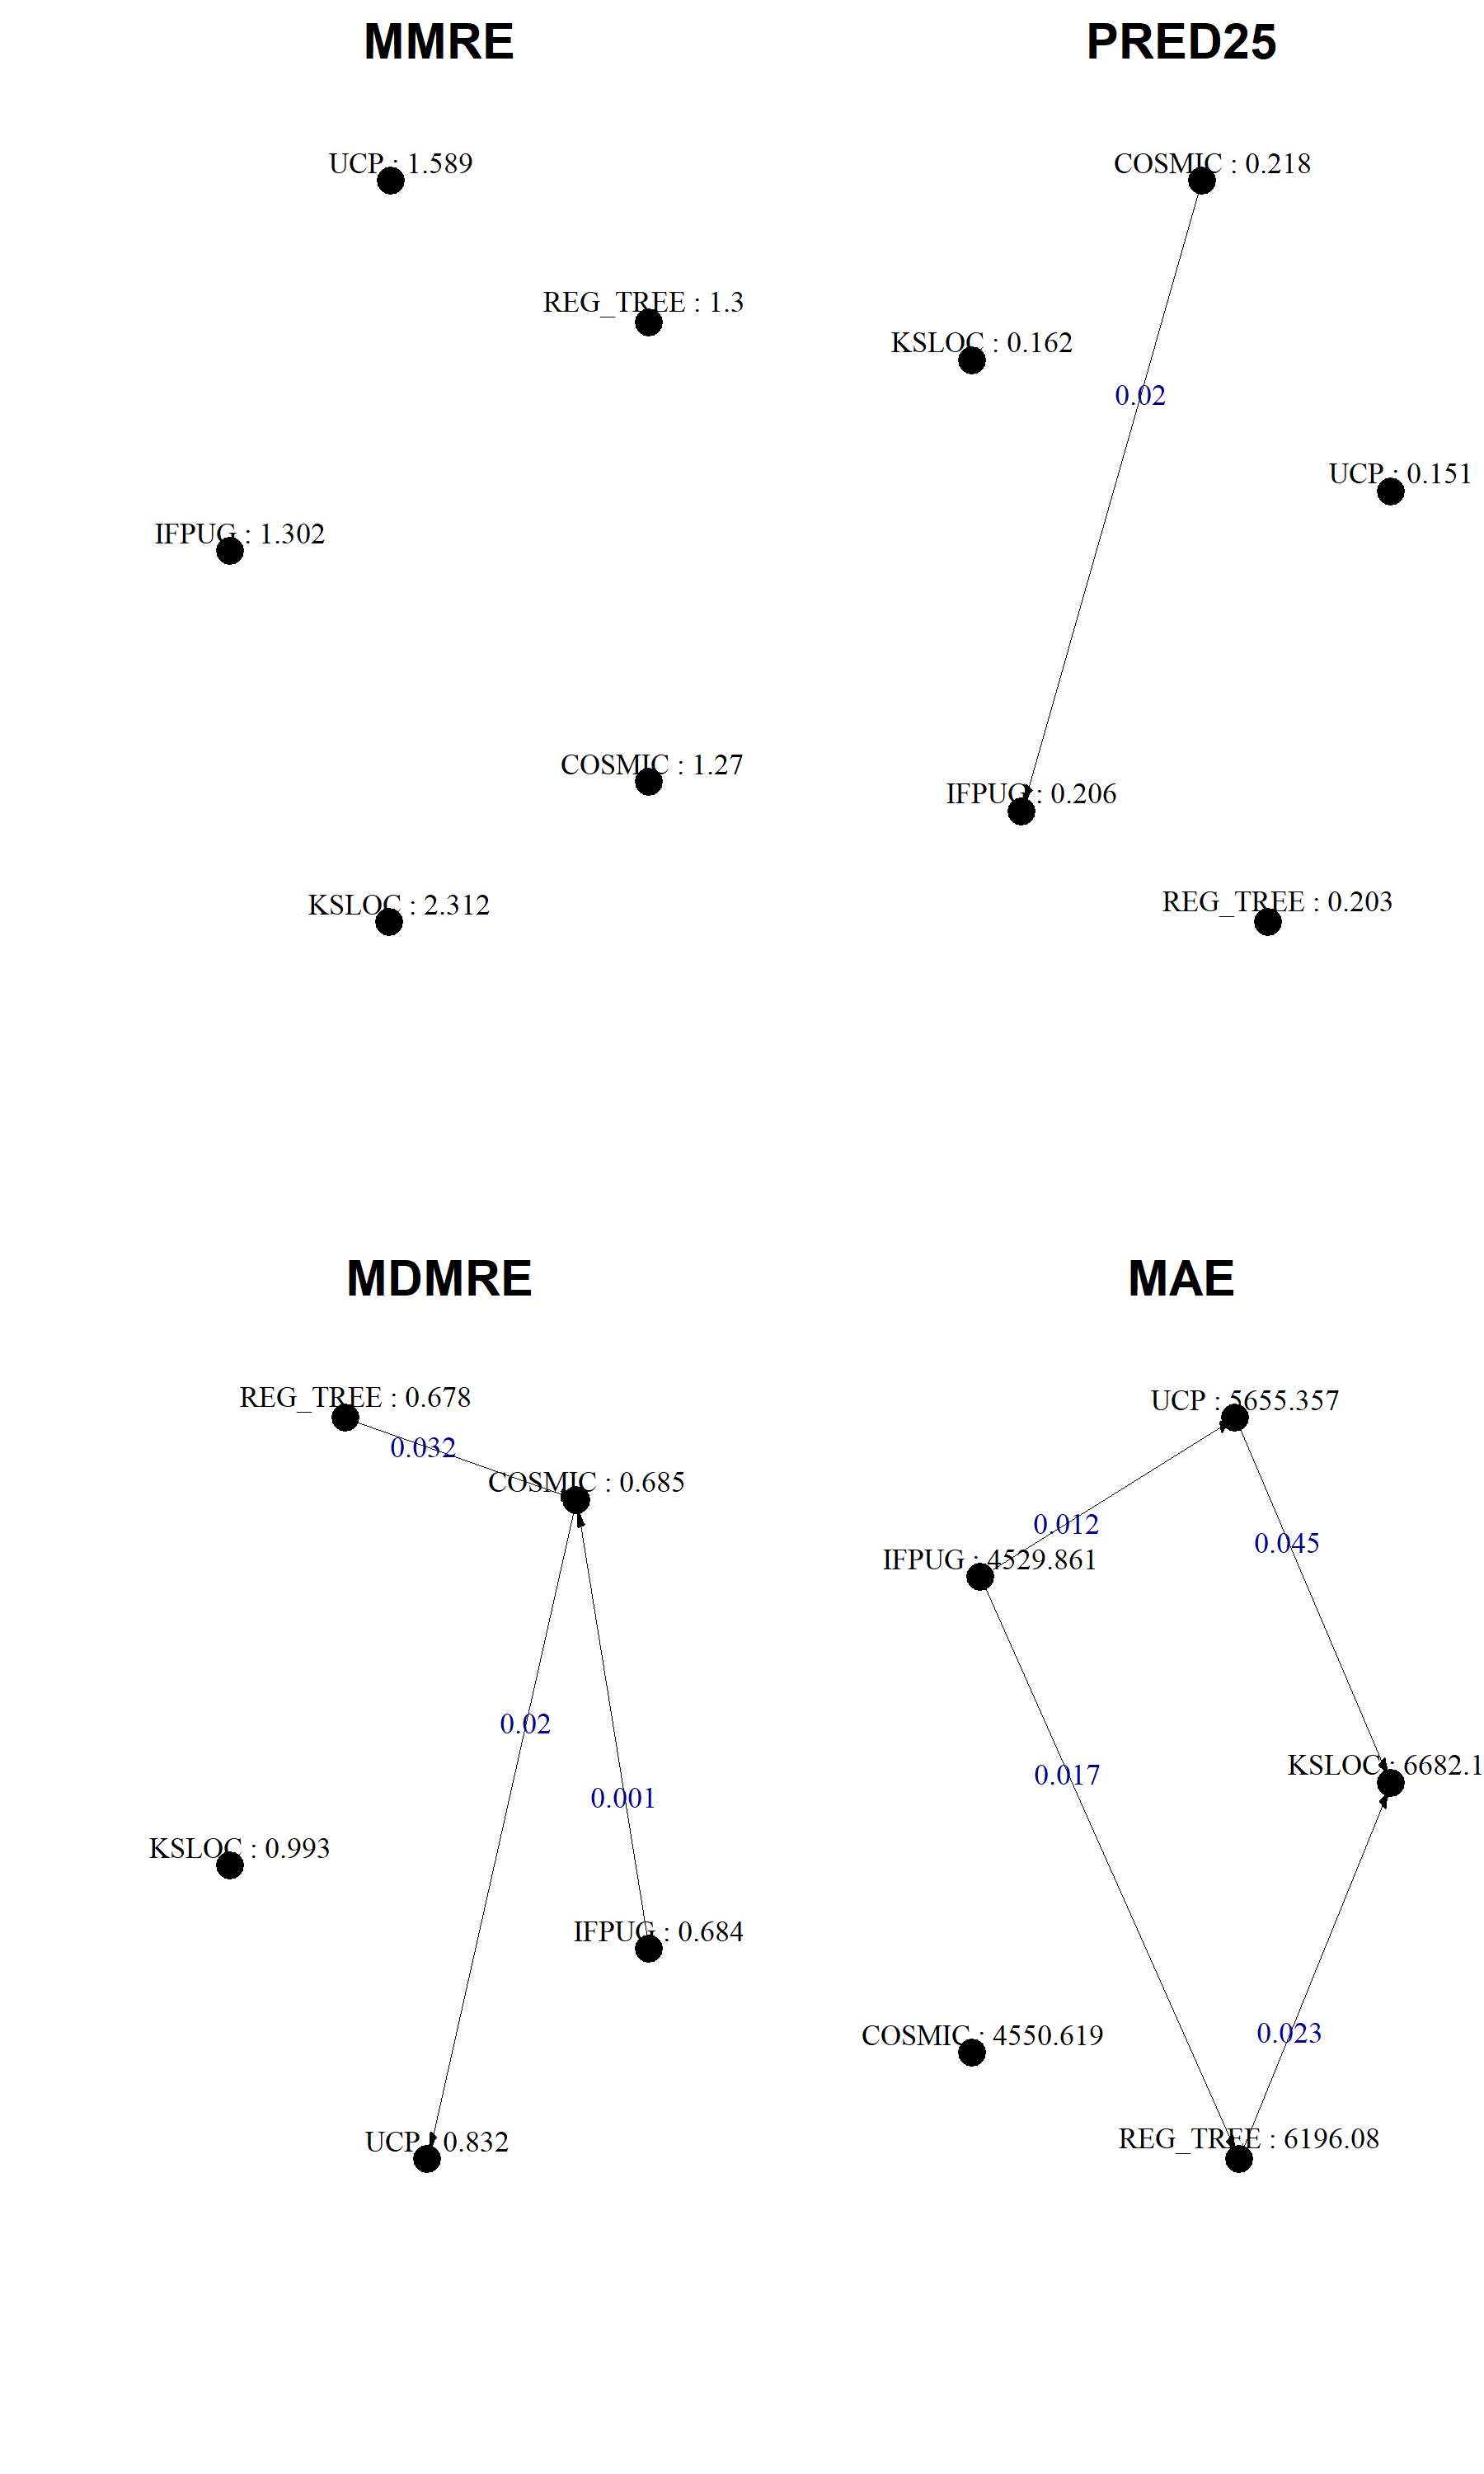 MMRE
UCP : 1.589
REG_TREE : 1.3
IFPUG : 1.302
COSMIC : 1.27
KSLOC : 2.312
PRED25
COSMIC : 0.218
KSLOC : 0.162
0.02
UCP : 0.151
IFPUG : 0.206
REG_TREE : 0.203
MDMRE
REG_TREE : 0.678
0.032
COSMIC : 0.685
0.02
0.001
KSLOC : 0.993
IFPUG : 0.684
UCP : 0.832
MAE
UCP : 5655.357
0.012
0.045
IFPUG : 4529.861
KSLOC : 6682.1
0.017
COSMIC : 4550.619
0.023
REG_TREE : 6196.08